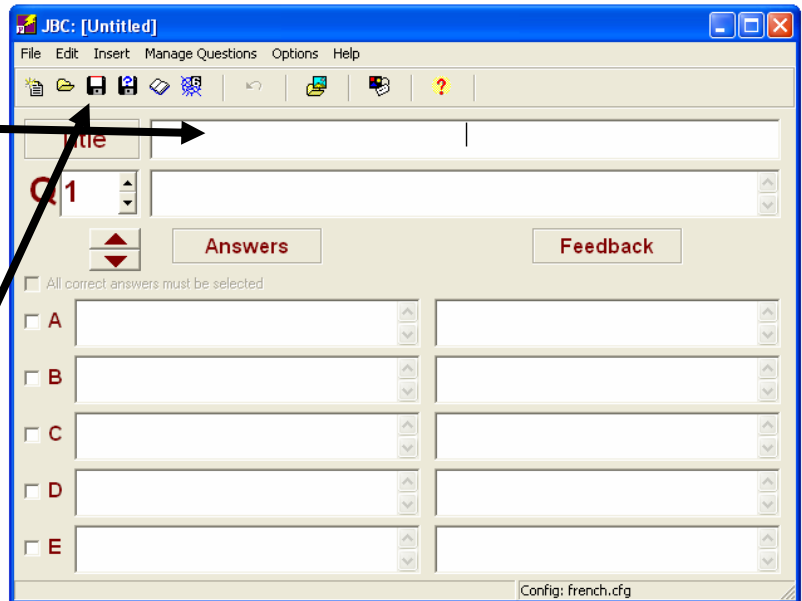 JBC: [Untitled]
File Edit Insert Manage Questions Options Help
Title
Q 1
Answers Feedback
All correct answers must be selected
A
B
C
D
E
Config: french.cfg